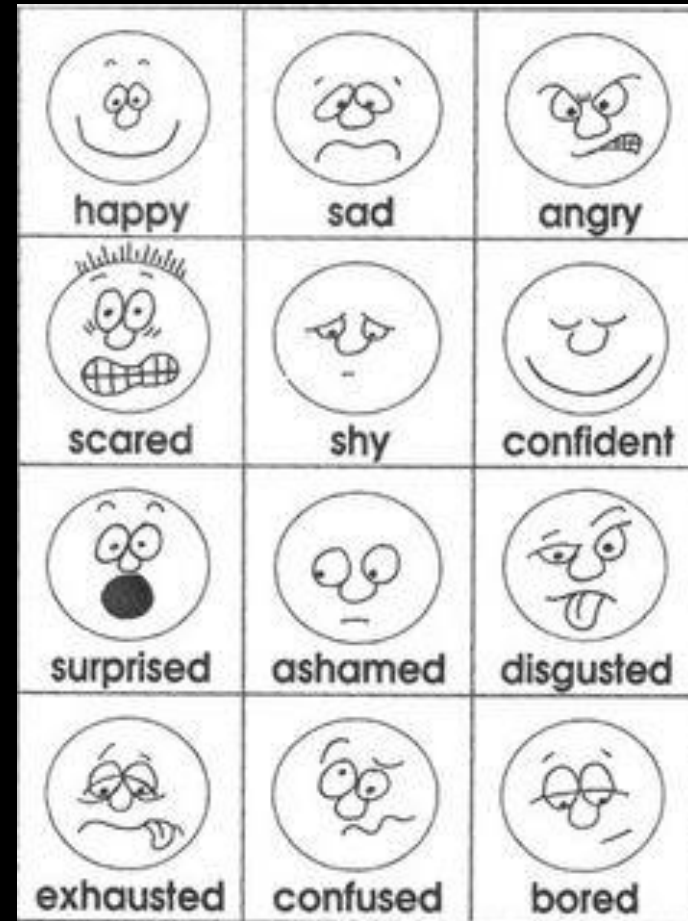 happy sad angry
scared shy confident
surprised ashamed disgusted
exhausted confused bored